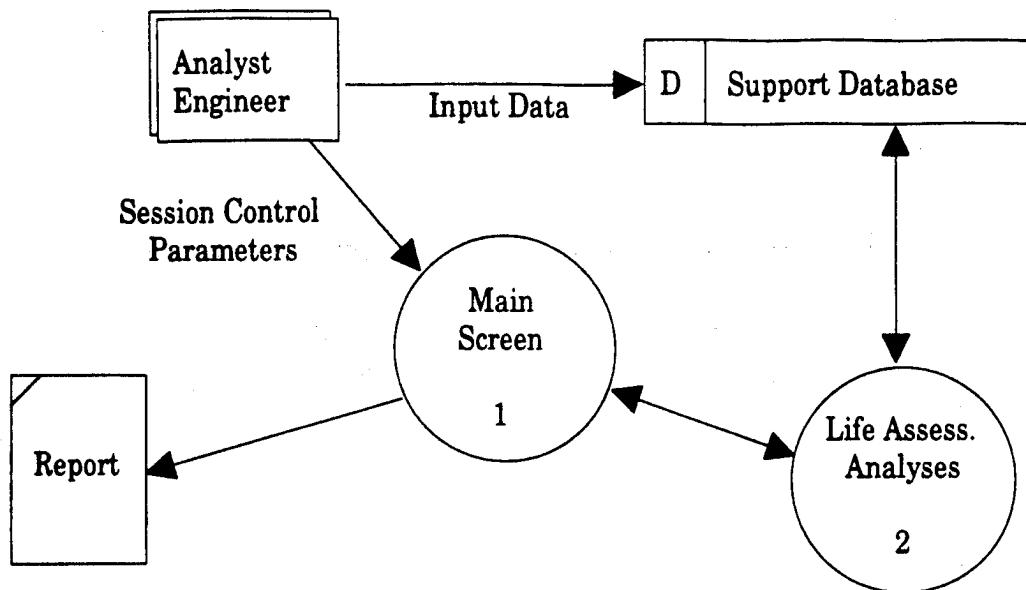 Analyst
Engineer
Input Data
D
Support Database
Session Control
Parameters
Main
Screen
1
Report
Life Assess.
Analyses
2